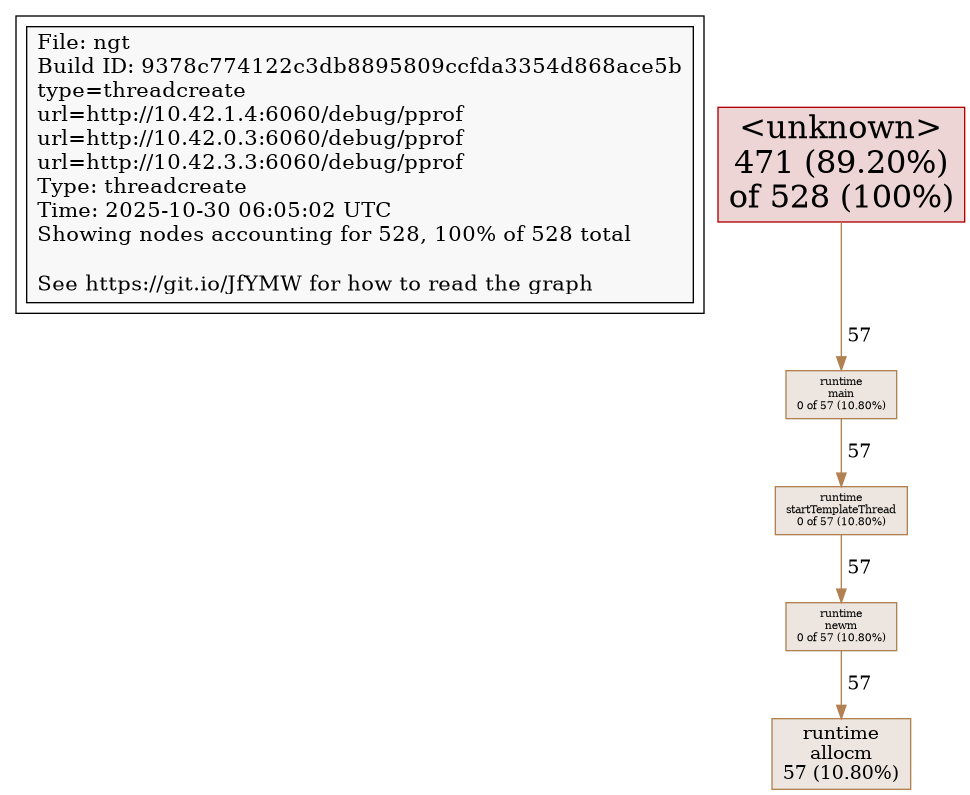 File: ngt
Build ID: 9378c774122c3db8895809ccfda3354d868ace5b
type=threadcreate
url=http://10.42.1.4:6060/debug/pprof
url=http://10.42.0.3:6060/debug/pprof
url=http://10.42.3.3:6060/debug/pprof
Type: threadcreate
Time: 2025-10-30 06:05:02 UTC
Showing nodes accounting for 528, 100% of 528 total
See https://git.io/JfYMW for how to read the graph
<unknown>
471 (89.20%)
of 528 (100%)
57
runtime
main
0 of 57 (10.80%)
57
runtime
startTemplateThread
0 of 57 (10.80%)
57
runtime
newm
0 of 57 (10.80%)
57
runtime
allocm
57 (10.80%)